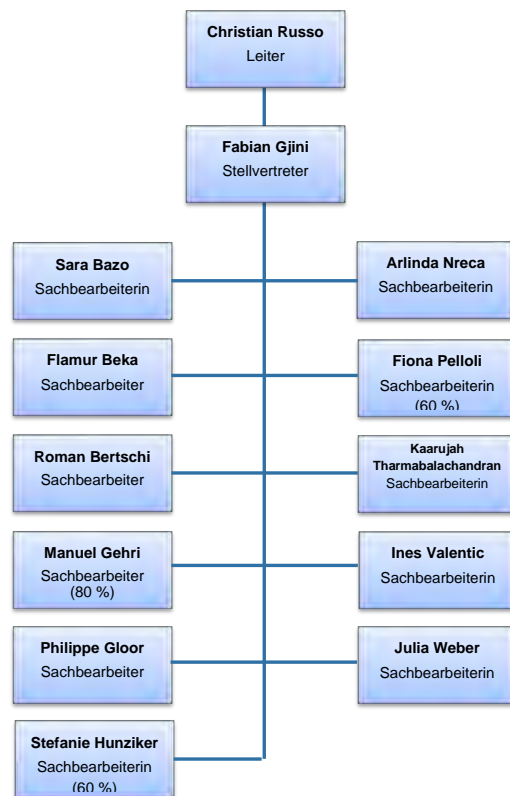 Christian Russo
Leiter
Fabian Gjini
Stellvertreter
Sara Bazo
Sachbearbeiterin
Arlinda Nreca
Sachbearbeiterin
Flamur Beka
Sachbearbeiter
Fiona Pelloli
Sachbearbeiterin
(60 %)
Roman Bertschi
Sachbearbeiter
Kaarujah
Tharmabalachandran
Sachbearbeiterin
Manuel Gehri
Sachbearbeiter
(80 %)
Ines Valentic
Sachbearbeiterin
Philippe Gloor
Sachbearbeiter
Julia Weber
Sachbearbeiterin
Stefanie Hunziker
Sachbearbeiterin
(60 %)